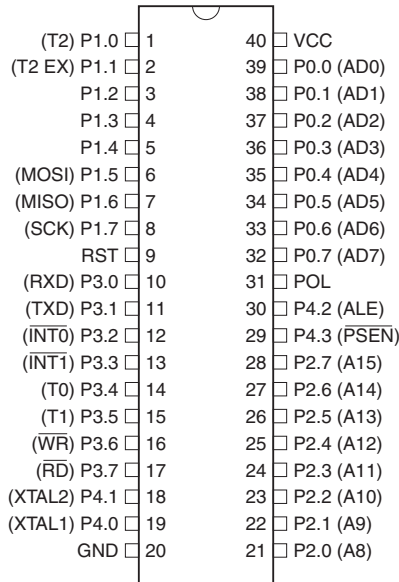 (T2) P1.0 1 40 VCC
(T2 EX) P1.1 2 39 P0.0 (AD0)
P1.2 3 38 P0.1 (AD1)
P1.3 4 37 P0.2 (AD2)
P1.4 5 36 P0.3 (AD3)
(MOSI) P1.5 6 35 P0.4 (AD4)
(MISO) P1.6 7 34 P0.5 (AD5)
(SCK) P1.7 8 33 P0.6 (AD6)
RST 9 32 P0.7 (AD7)
(RXD) P3.0 10 31 POL
(TXD) P3.1 11 30 P4.2 (ALE)
(I̅N̅T̅0̅) P3.2 12 29 P4.3 (P̅S̅E̅N̅)
(I̅N̅T̅1̅) P3.3 13 28 P2.7 (A15)
(T0) P3.4 14 27 P2.6 (A14)
(T1) P3.5 15 26 P2.5 (A13)
(W̅R̅) P3.6 16 25 P2.4 (A12)
(R̅D̅) P3.7 17 24 P2.3 (A11)
(XTAL2) P4.1 18 23 P2.2 (A10)
(XTAL1) P4.0 19 22 P2.1 (A9)
GND 20 21 P2.0 (A8)